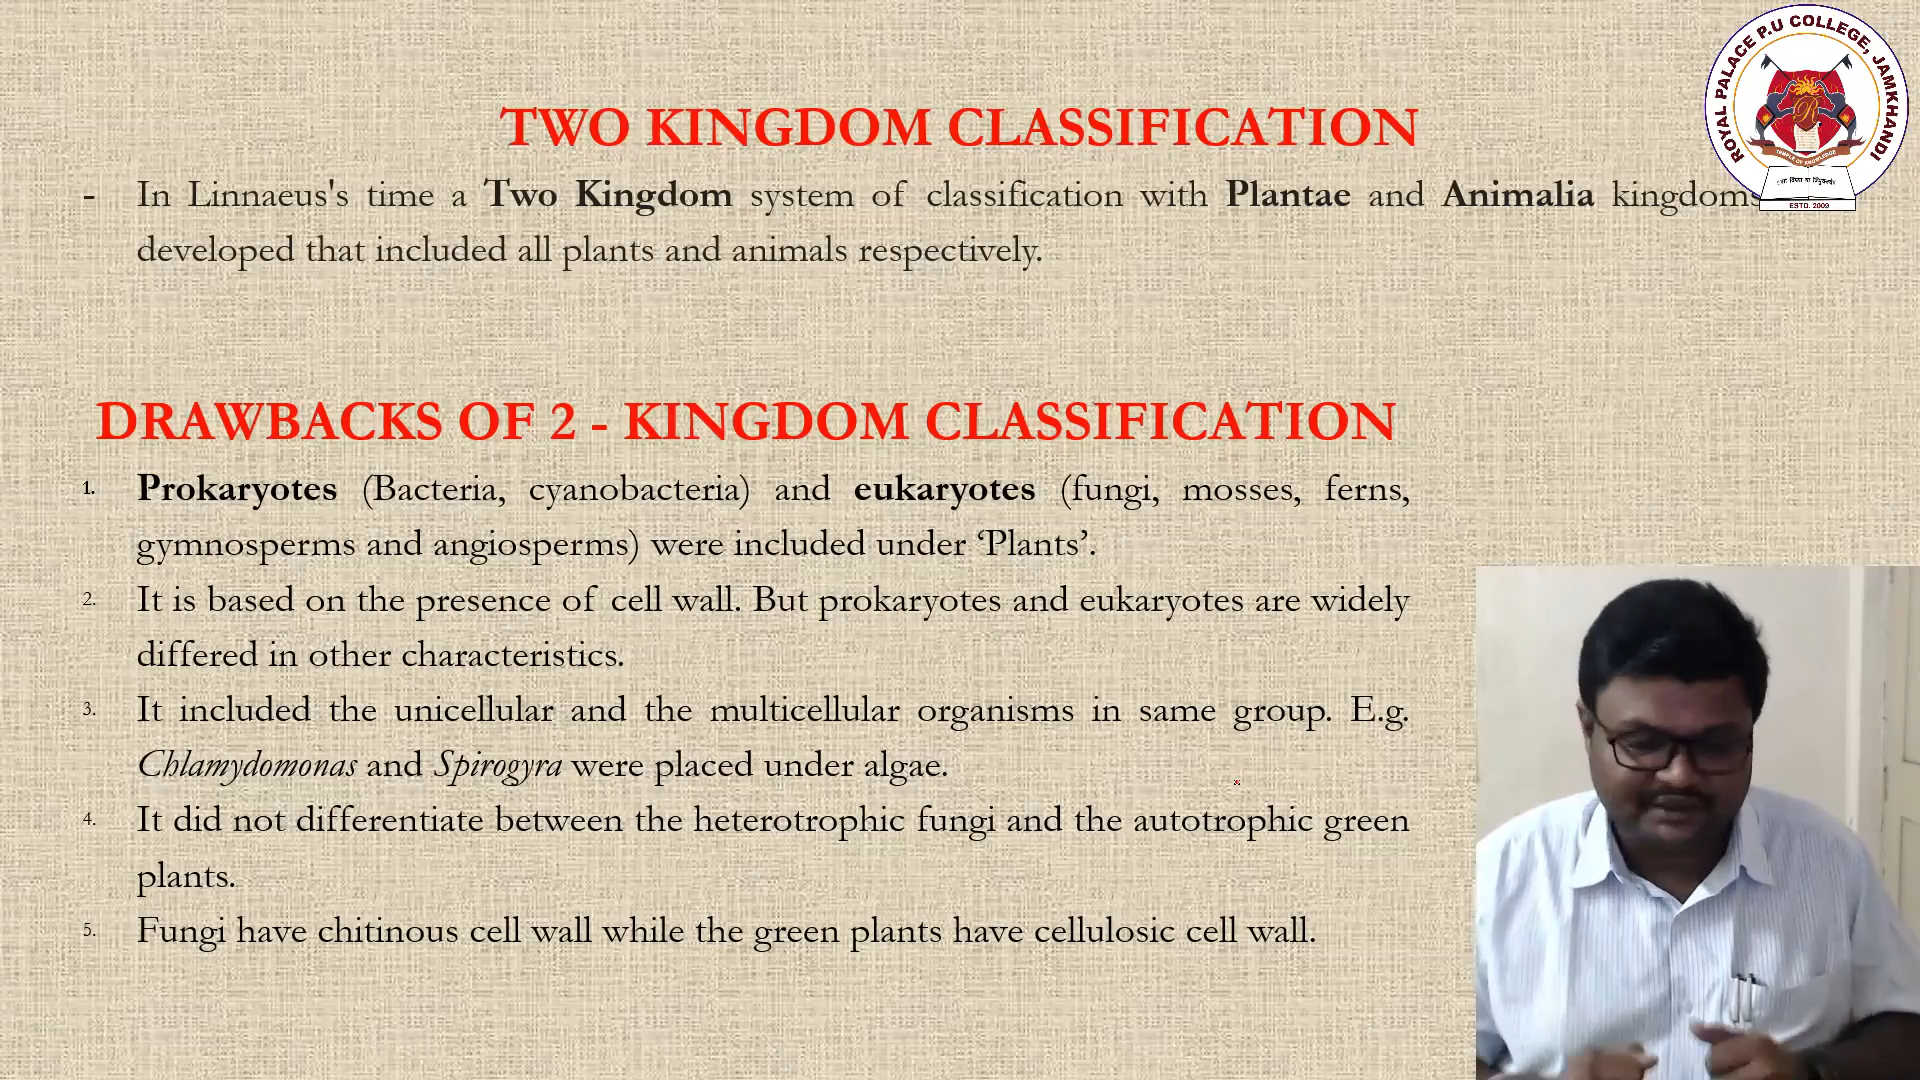 ROYAL PALACE P.U COLLEGE, JAMKHANDI
TEMPLE OF KNOWLEDGE
ESTD. 2009
TWO KINGDOM CLASSIFICATION
- In Linnaeus's time a Two Kingdom system of classification with Plantae and Animalia kingdoms
developed that included all plants and animals respectively.
DRAWBACKS OF 2 - KINGDOM CLASSIFICATION
1. Prokaryotes (Bacteria, cyanobacteria) and eukaryotes (fungi, mosses, ferns,
gymnosperms and angiosperms) were included under ‘Plants’.
2. It is based on the presence of cell wall. But prokaryotes and eukaryotes are widely
differed in other characteristics.
3. It included the unicellular and the multicellular organisms in same group. E.g.
Chlamydomonas and Spirogyra were placed under algae.
4. It did not differentiate between the heterotrophic fungi and the autotrophic green
plants.
5. Fungi have chitinous cell wall while the green plants have cellulosic cell wall.